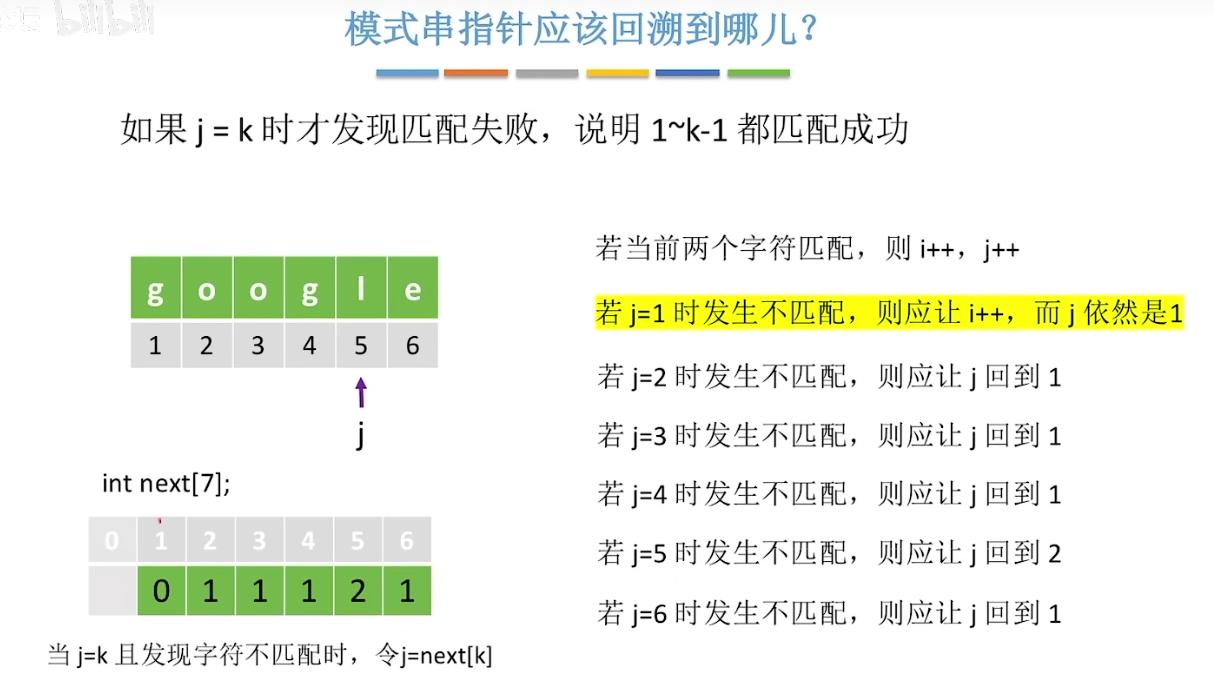 bilibili
模式串指针应该回溯到哪儿？
如果 j = k 时才发现匹配失败，说明 1~k-1 都匹配成功
若当前两个字符匹配，则 i++，j++
g o o g l e
若 j=1 时发生不匹配，则应让 i++，而 j 依然是1
1 2 3 4 5 6
若 j=2 时发生不匹配，则应让 j 回到 1
j
若 j=3 时发生不匹配，则应让 j 回到 1
int next[7];
若 j=4 时发生不匹配，则应让 j 回到 1
0 1 2 3 4 5 6
若 j=5 时发生不匹配，则应让 j 回到 2
0 1 1 1 2 1
若 j=6 时发生不匹配，则应让 j 回到 1
当 j=k 且发现字符不匹配时，令j=next[k]